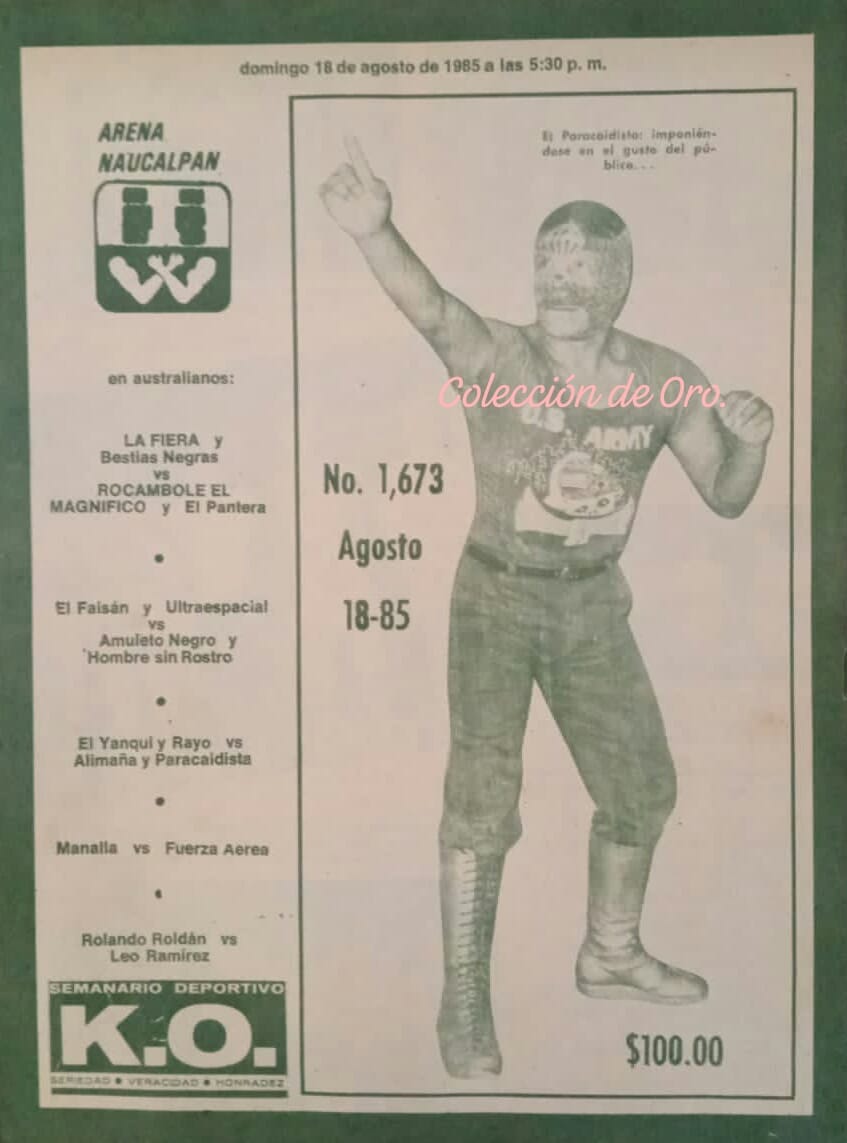 domingo 18 de agosto de 1985 a las 5:30 p. m.
ARENA
NAUCALPAN
en australianos:
LA FIERA y
Bestias Negras
vs
ROCAMBOLE EL
MAGNIFICO y El Pantera
El Faisán y Ultraespacial
vs
Amuleto Negro y
Hombre sin Rostro
El Yanqui y Rayo vs
Alimaña y Paracaidista
Manalla vs Fuerza Aerea
Rolando Roldán vs
Leo Ramírez
SEMANARIO DEPORTIVO
K.O.
SERIEDAD • VERACIDAD • HONRADEZ
El Paracaidista: imponién-
dose en el gusto del pú-
blico...
Colección de Oro.
U.S.
ARMY
No. 1,673
Agosto
18-85
$100.00